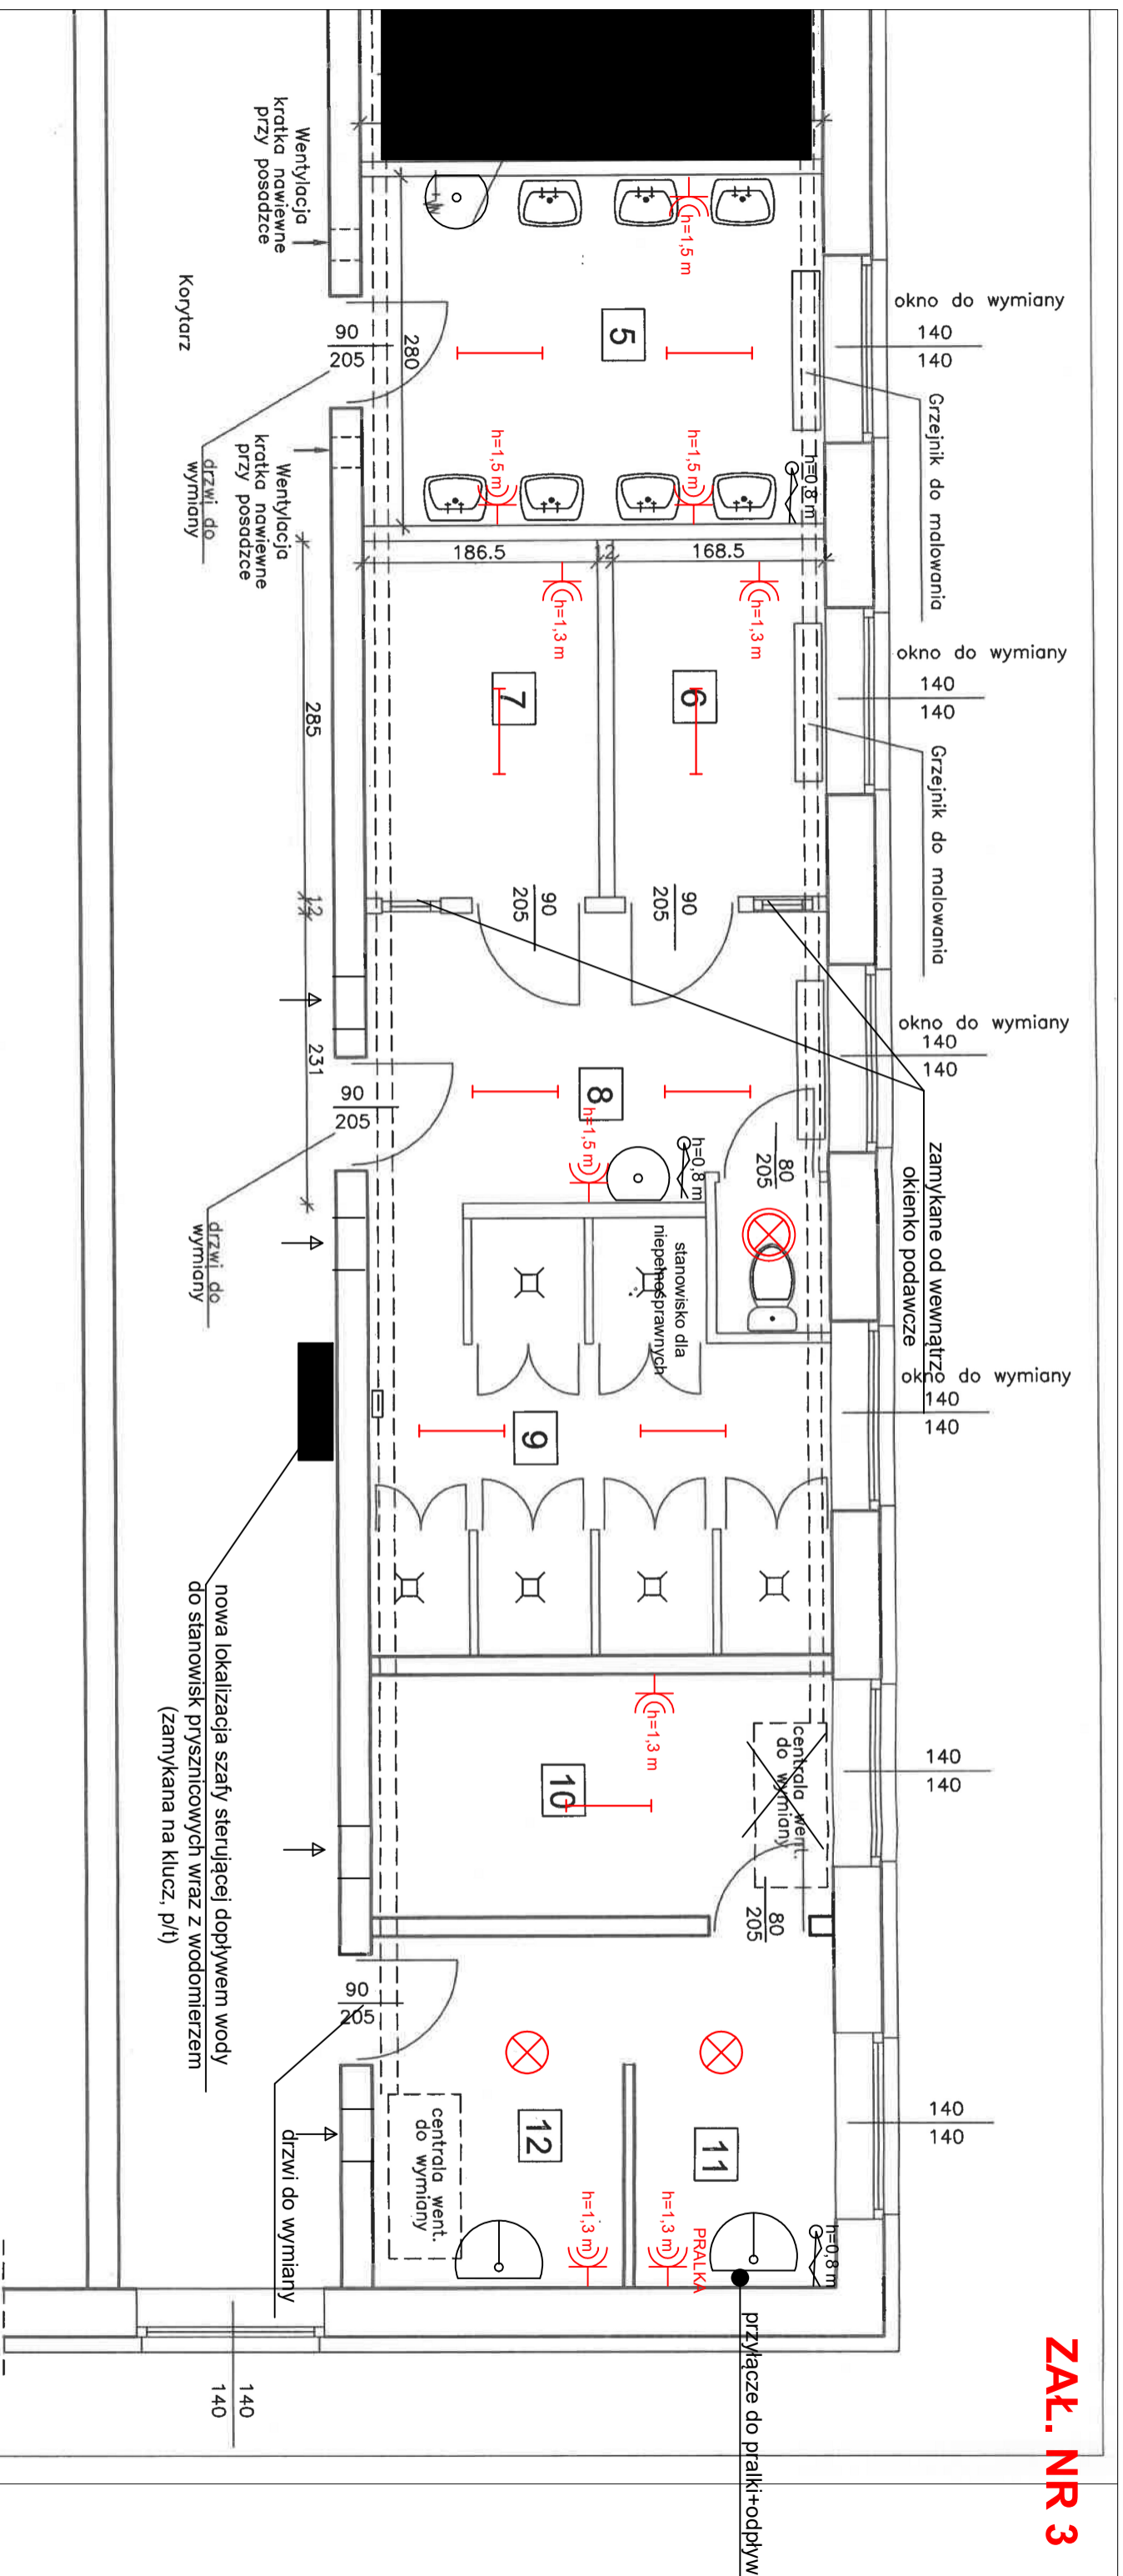 ZAŁ. NR 3
Wentylacja
kratka nawiewne
przy posadzce
Korytarz
h=1,5 m
5
280
90
205
okno do wymiany
140
140
Grzejnik do malowania
drzwi do
wymiany
Wentylacja
kratka nawiewne
przy posadzce
h=1,5 m
h=1,5 m
h=0,8 m
186.5
12
168.5
h=1,3 m
h=1,3 m
okno do wymiany
140
140
Grzejnik do malowania
7
6
285
90
205
90
205
12
okno do wymiany
140
140
231
8
90
205
h=1,5 m
h=0,8 m
80
205
zamykane od wewnątrz
okienko podawcze
drzwi do
wymiany
stanowisko dla
niepełnosprawnych
okno do wymiany
140
140
9
nowa lokalizacja szafy sterującej dopływem wody
do stanowisk prysznicowych wraz z wodomierzem
(zamykana na klucz, p/t)
h=1,3 m
centrala went.
do wymiany
140
140
10
80
205
90
205
drzwi do wymiany
centrala went.
do wymiany
12
11
140
140
h=1,3 m
h=1,3 m
PRALKA
h=0,8 m
przyłącze do pralki+odpływ
140
140